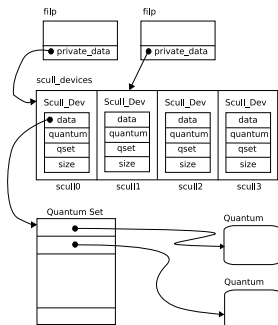 filp filp
private_data private_data
scull_devices
Scull_Dev Scull_Dev Scull_Dev Scull_Dev
data data data data
quantum quantum quantum quantum
qset qset qset qset
size size size size
scull0 scull1 scull2 scull3
Quantum Set Quantum
Quantum